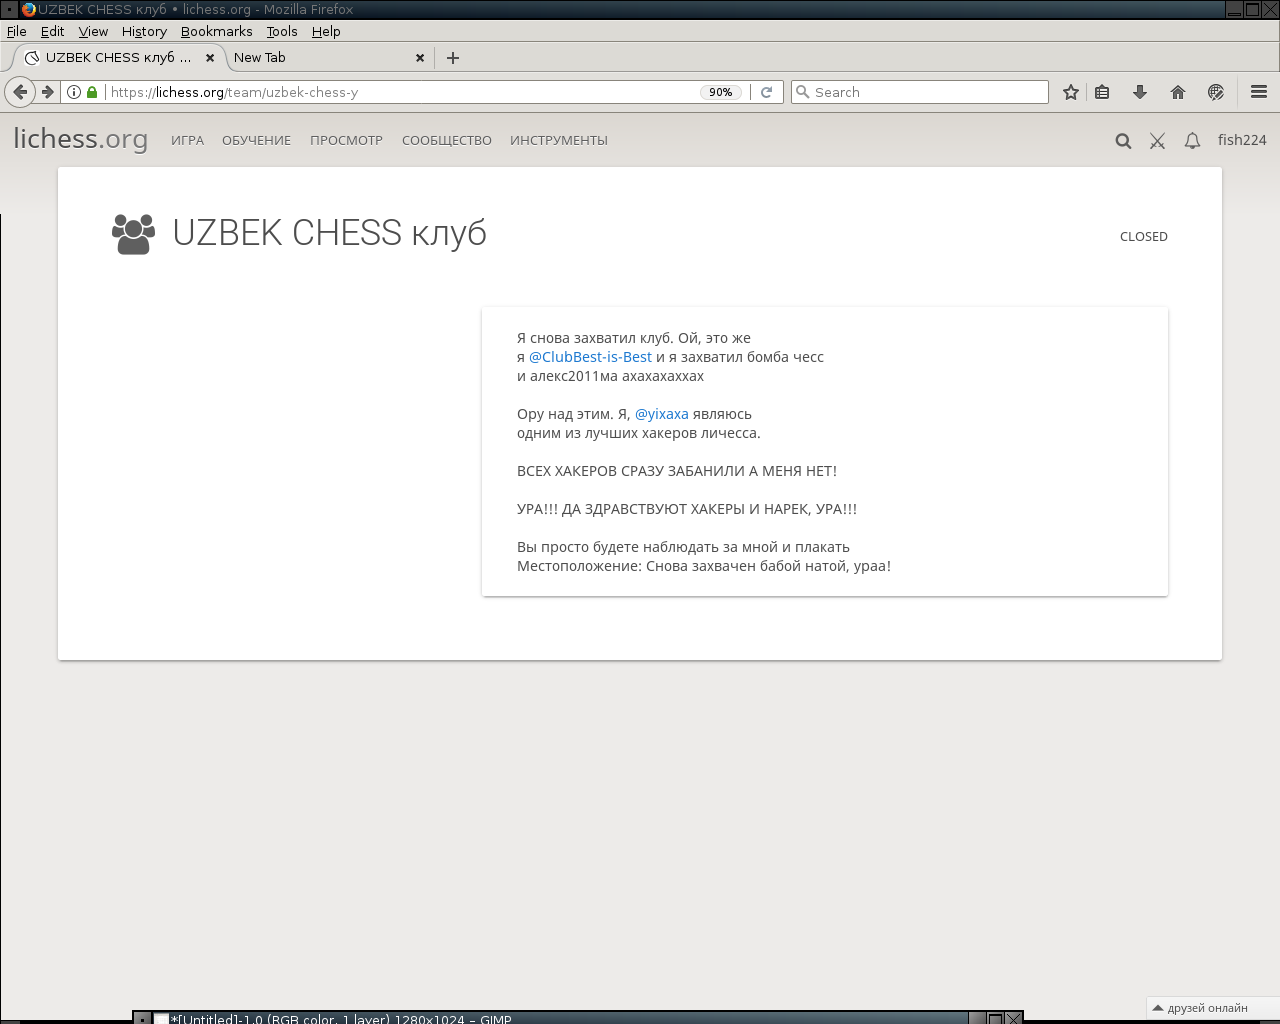 UZBEK CHESS клуб • lichess.org - Mozilla Firefox
File Edit View History Bookmarks Tools Help
UZBEK CHESS клуб ... New Tab
https://lichess.org/team/uzbek-chess-y 90% Search
lichess.org ИГРА ОБУЧЕНИЕ ПРОСМОТР СООБЩЕСТВО ИНСТРУМЕНТЫ fish224
UZBEK CHESS клуб
CLOSED
Я снова захватил клуб. Ой, это же
я @ClubBest-is-Best и я захватил бомба чесс
и алекс2011ма ахахахаххах
Ору над этим. Я, @yixaxa являюсь
одним из лучших хакеров личесса.
ВСЕХ ХАКЕРОВ СРАЗУ ЗАБАНИЛИ А МЕНЯ НЕТ!
УРА!!! ДА ЗДРАВСТВУЮТ ХАКЕРЫ И НАРЕК, УРА!!!
Вы просто будете наблюдать за мной и плакать
Местоположение: Снова захвачен бабой натой, ураа!
друзей онлайн
*[Untitled]-1.0 (RGB color, 1 layer) 1280x1024 – GIMP